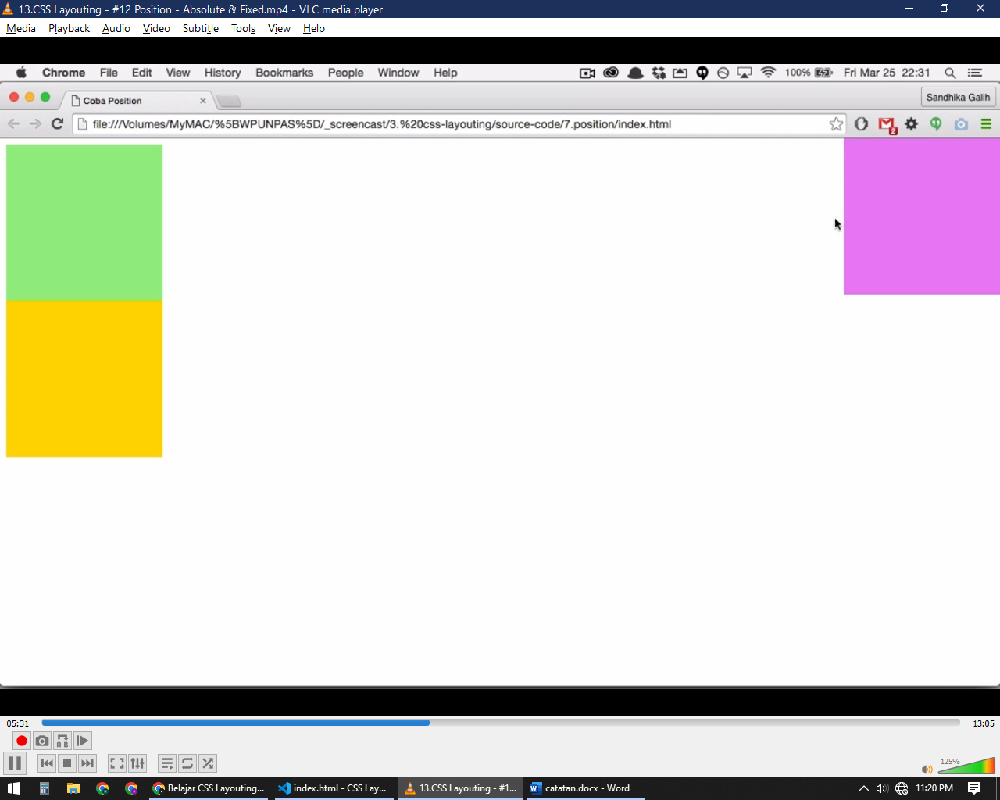 13.CSS Layouting - #12 Position - Absolute & Fixed.mp4 - VLC media player
Media Playback Audio Video Subtitle Tools View Help
Chrome File Edit View History Bookmarks People Window Help 100% Fri Mar 25 22:31
Coba Position
Sandhika Galih
file:///Volumes/MyMAC/%5BWPUNPAS%5D/_screencast/3.%20css-layouting/source-code/7.position/index.html
2
05:31 13:05
A B
125%
Belajar CSS Layouting... index.html - CSS Lay... 13.CSS Layouting - #1... catatan.docx - Word 11:20 PM